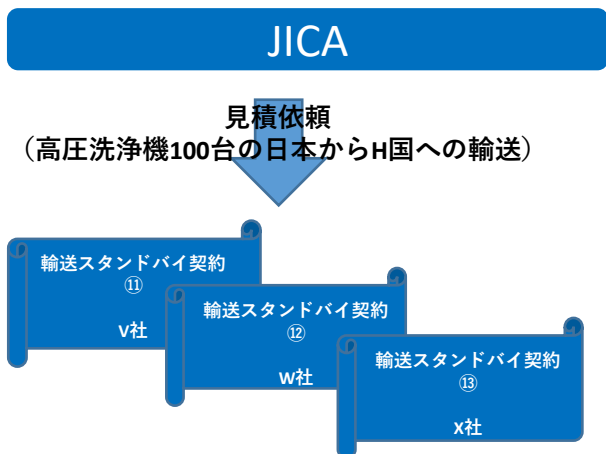 JICA
見積依頼
（高圧洗浄機100台の日本からH国への輸送）
輸送スタンドバイ契約
⑪
V社
輸送スタンドバイ契約
⑫
W社
輸送スタンドバイ契約
⑬
X社